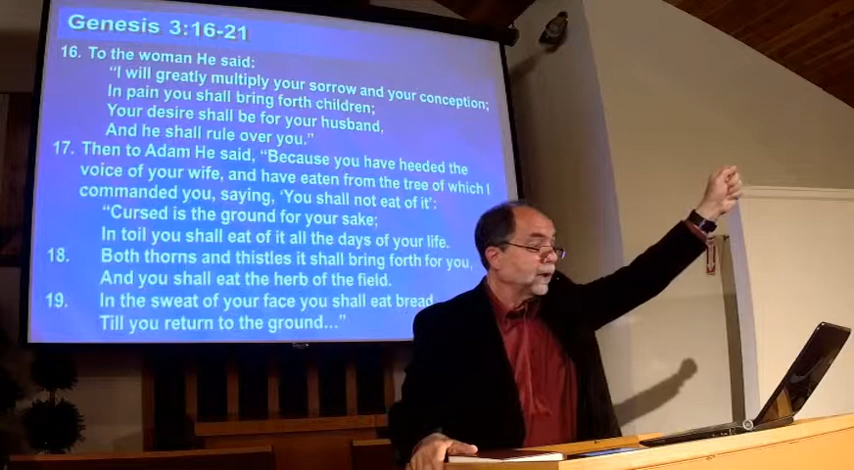 Genesis 3:16-21
16. To the woman He said:
“I will greatly multiply your sorrow and your conception;
In pain you shall bring forth children;
Your desire shall be for your husband,
And he shall rule over you.”
17. Then to Adam He said, “Because you have heeded the
voice of your wife, and have eaten from the tree of which I
commanded you, saying, ‘You shall not eat of it’:
“Cursed is the ground for your sake;
In toil you shall eat of it all the days of your life.
18. Both thorns and thistles it shall bring forth for you,
And you shall eat the herb of the field.
19. In the sweat of your face you shall eat bread
Till you return to the ground...”